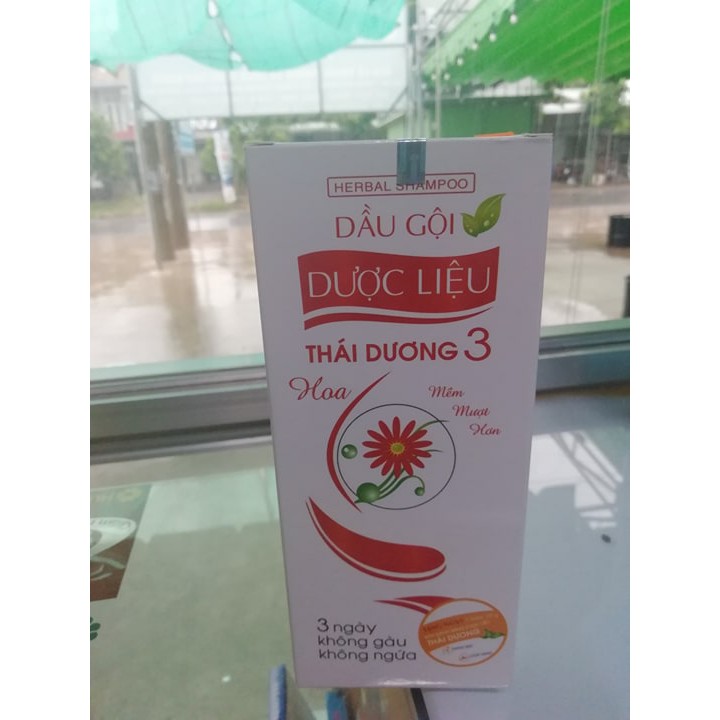 HERBAL SHAMPOO
DẦU GỘI
DƯỢC LIỆU
THÁI DƯƠNG 3
Hoa
Mềm
Mượt
Hơn
3 ngày
không gàu
không ngứa
THÁI DƯƠNG